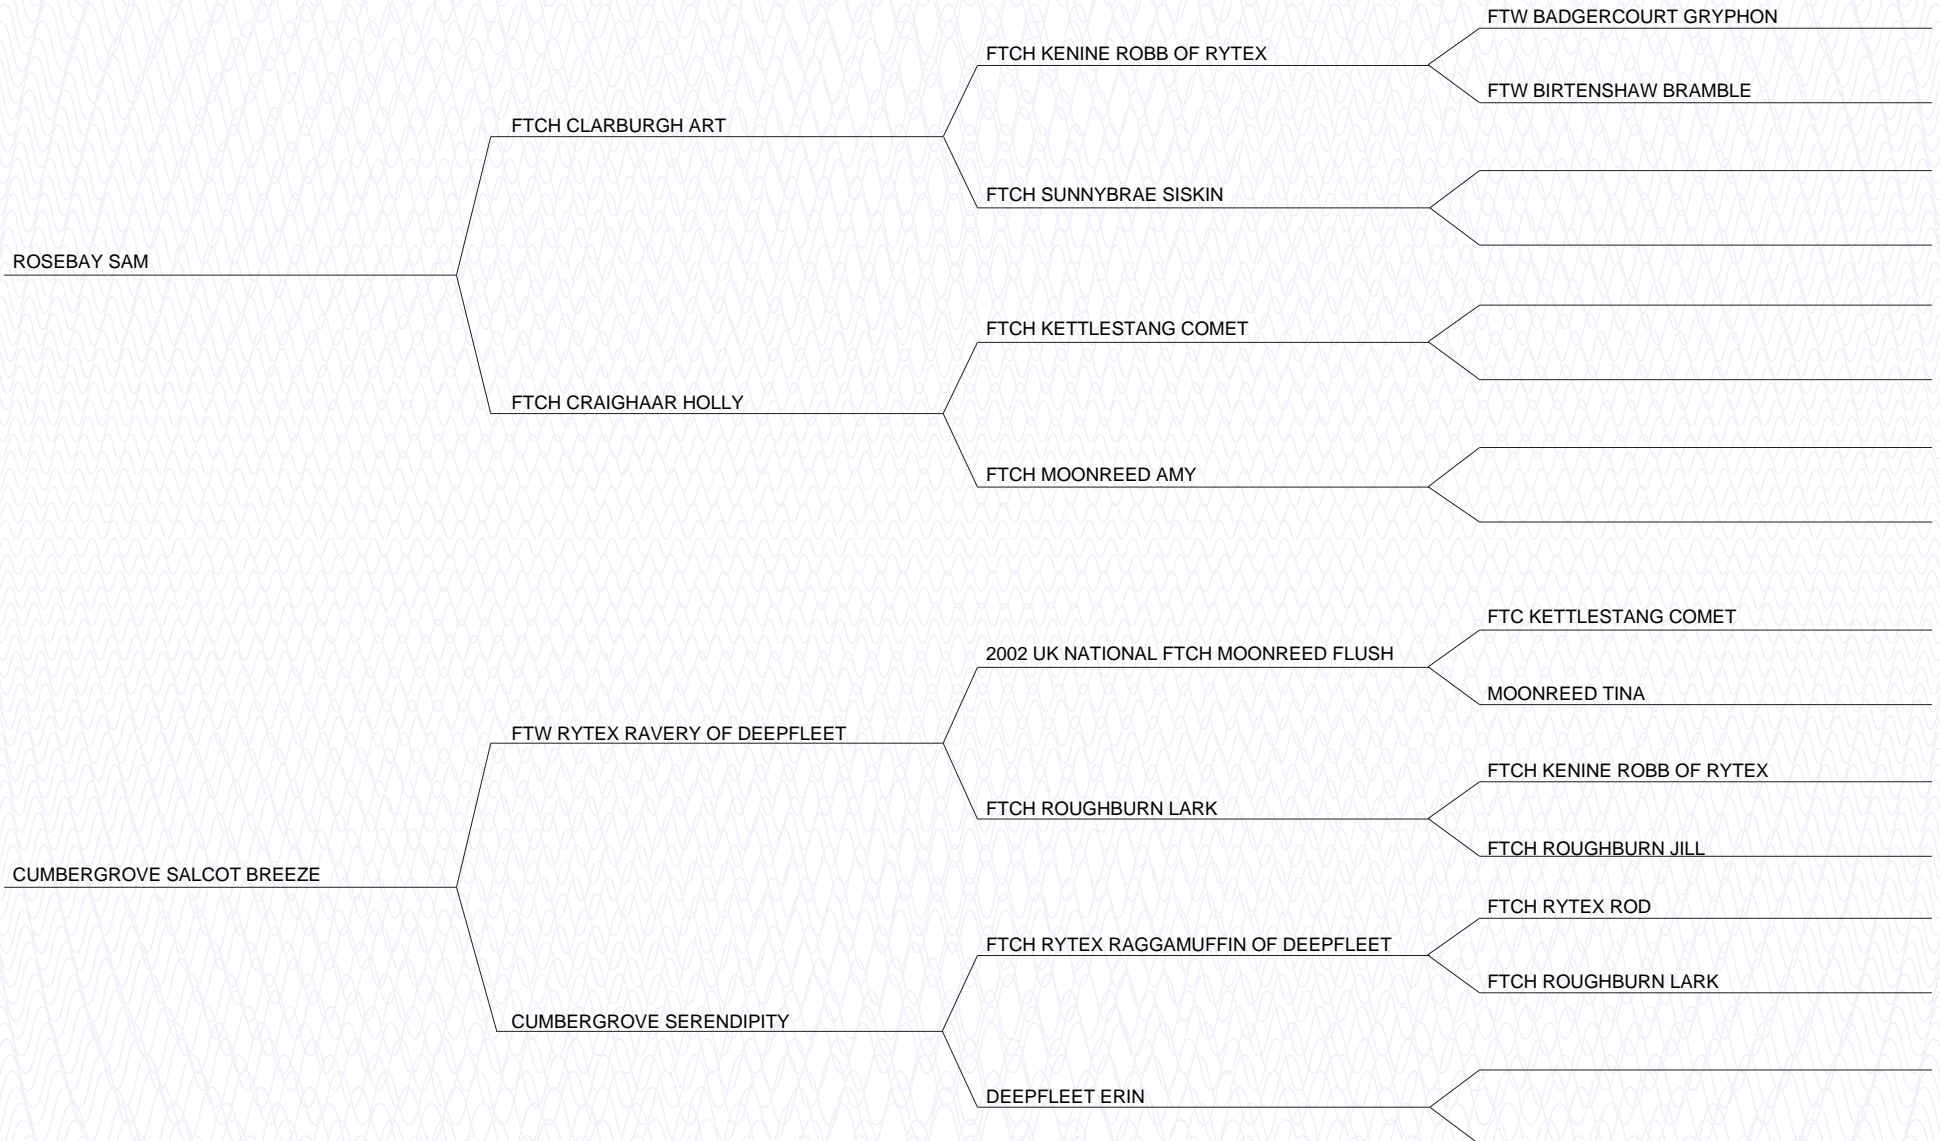 FTW BADGERCOURT GRYPHON
FTCH KENINE ROBB OF RYTEX
FTW BIRTENSHAW BRAMBLE
FTCH CLARBURGH ART
FTCH SUNNYBRAE SISKIN
ROSEBAY SAM
FTCH KETTLESTANG COMET
FTCH CRAIGHAAR HOLLY
FTCH MOONREED AMY
FTC KETTLESTANG COMET
2002 UK NATIONAL FTCH MOONREED FLUSH
MOONREED TINA
FTW RYTEX RAVERY OF DEEPFLEET
FTCH KENINE ROBB OF RYTEX
FTCH ROUGHBURN LARK
FTCH ROUGHBURN JILL
CUMBERGROVE SALCOT BREEZE
FTCH RYTEX ROD
FTCH RYTEX RAGGAMUFFIN OF DEEPFLEET
FTCH ROUGHBURN LARK
CUMBERGROVE SERENDIPITY
DEEPFLEET ERIN